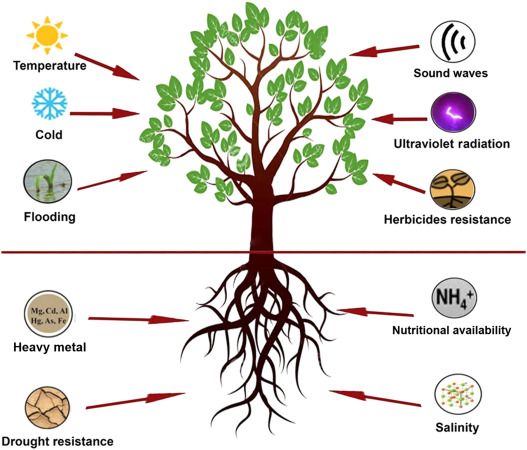 Temperature
Sound waves
Cold
Ultraviolet radiation
Flooding
Herbicides resistance
Mg, Cd, Al
Hg, As, Fe
Heavy metal
NH4+
Nutritional availability
Drought resistance
Salinity